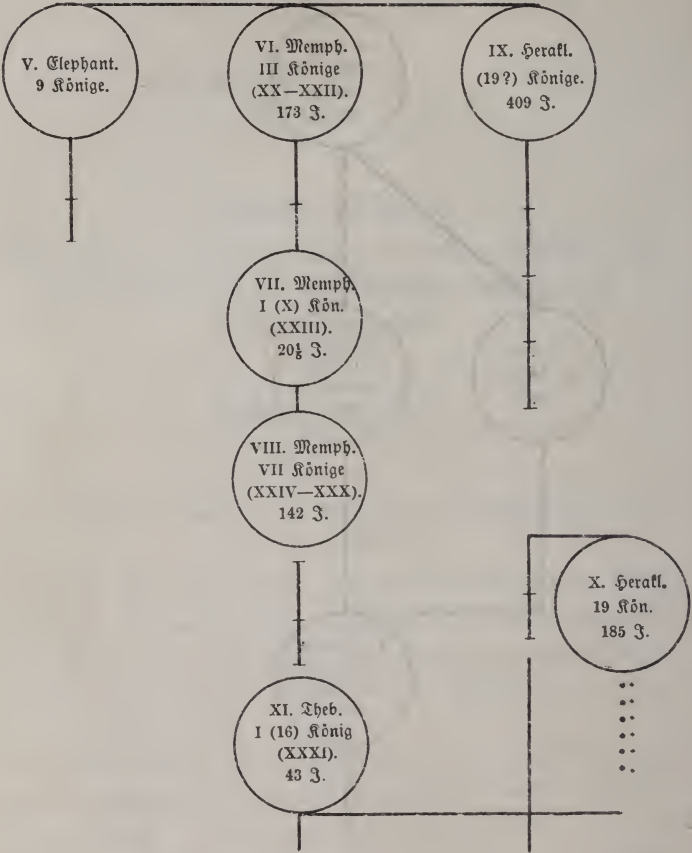 V. Elephant.
9 Könige.
VI. Memph.
III Könige
(XX—XXII).
173 J.
IX. Herakl.
(19?) Könige.
409 J.
VII. Memph.
I (X) Kön.
(XXIII).
20⅙ J.
VIII. Memph.
VII Könige
(XXIV—XXX).
142 J.
X. Herakl.
19 Kön.
185 J.
XI. Theb.
I (16) König
(XXXI).
43 J.